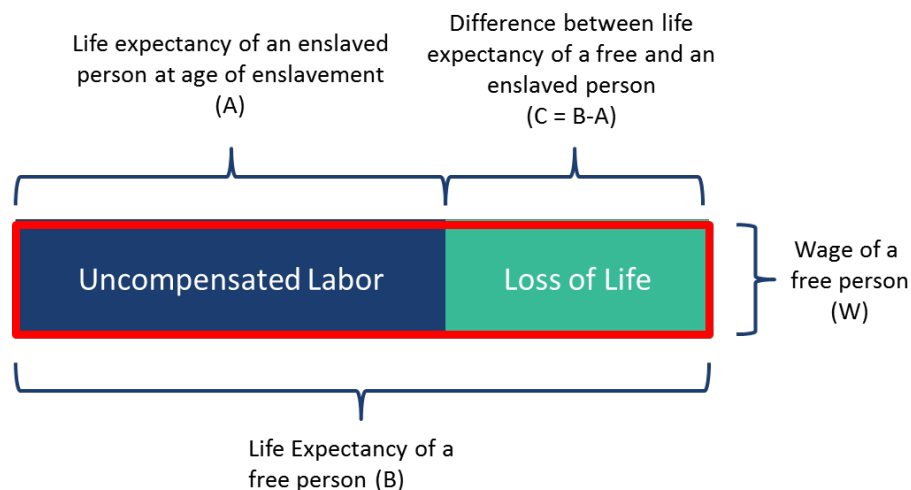 Life expectancy of an enslaved
person at age of enslavement
(A)
Difference between life
expectancy of a free and an
enslaved person
(C = B-A)
Uncompensated Labor
Loss of Life
Wage of a
free person
(W)
Life Expectancy of a
free person (B)